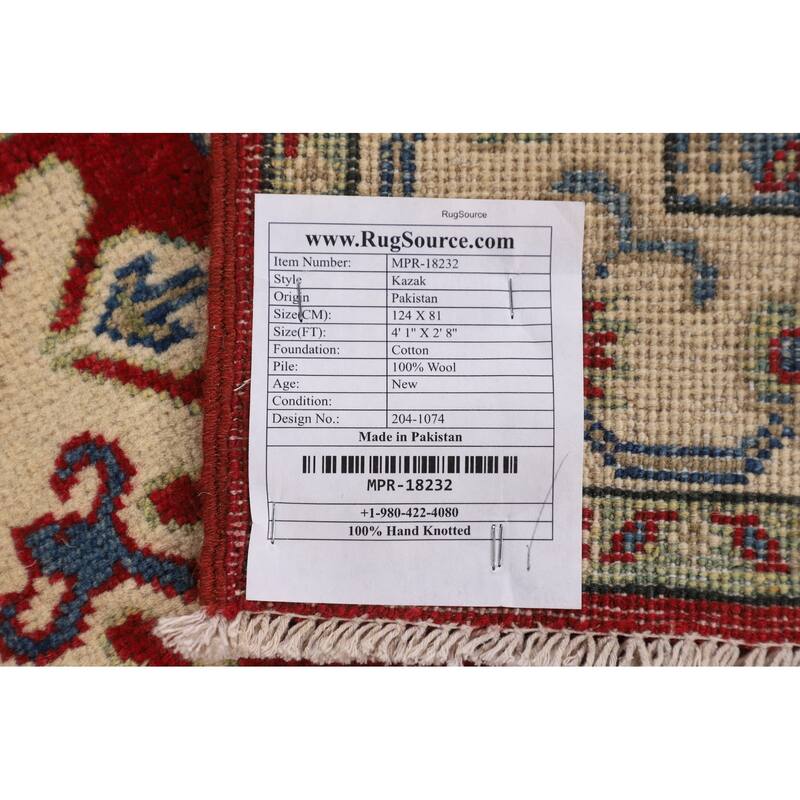 RugSource
www.RugSource.com
Item Number: MPR-18232
Style Kazak
Origin Pakistan
Size(CM): 124 X 81
Size(FT): 4' 1" X 2' 8"
Foundation: Cotton
Pile: 100% Wool
Age: New
Condition:
Design No.: 204-1074
Made in Pakistan
MPR-18232
+1-980-422-4080
100% Hand Knotted